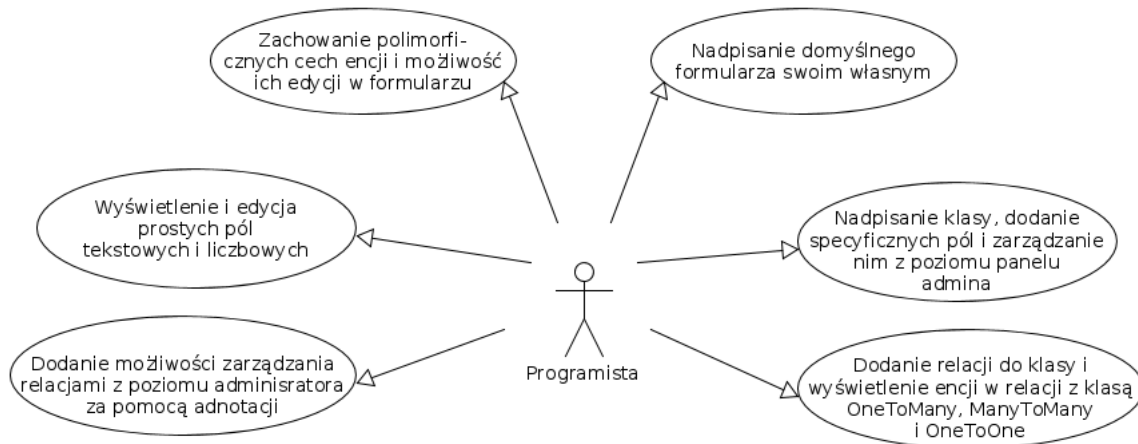 Zachowanie polimorfi-
cznych cech encji i możliwość
ich edycji w formularzu
Nadpisanie domyślnego
formularza swoim własnym
Wyświetlenie i edycja
prostych pól
tekstowych i liczbowych
Nadpisanie klasy, dodanie
specyficznych pól i zarządzanie
nim z poziomu panelu
admina
Dodanie możliwości zarządzania
relacjami z poziomu adminisratora
za pomocą adnotacji
Programista
Dodanie relacji do klasy i
wyświetlenie encji w relacji z klasą
OneToMany, ManyToMany
i OneToOne